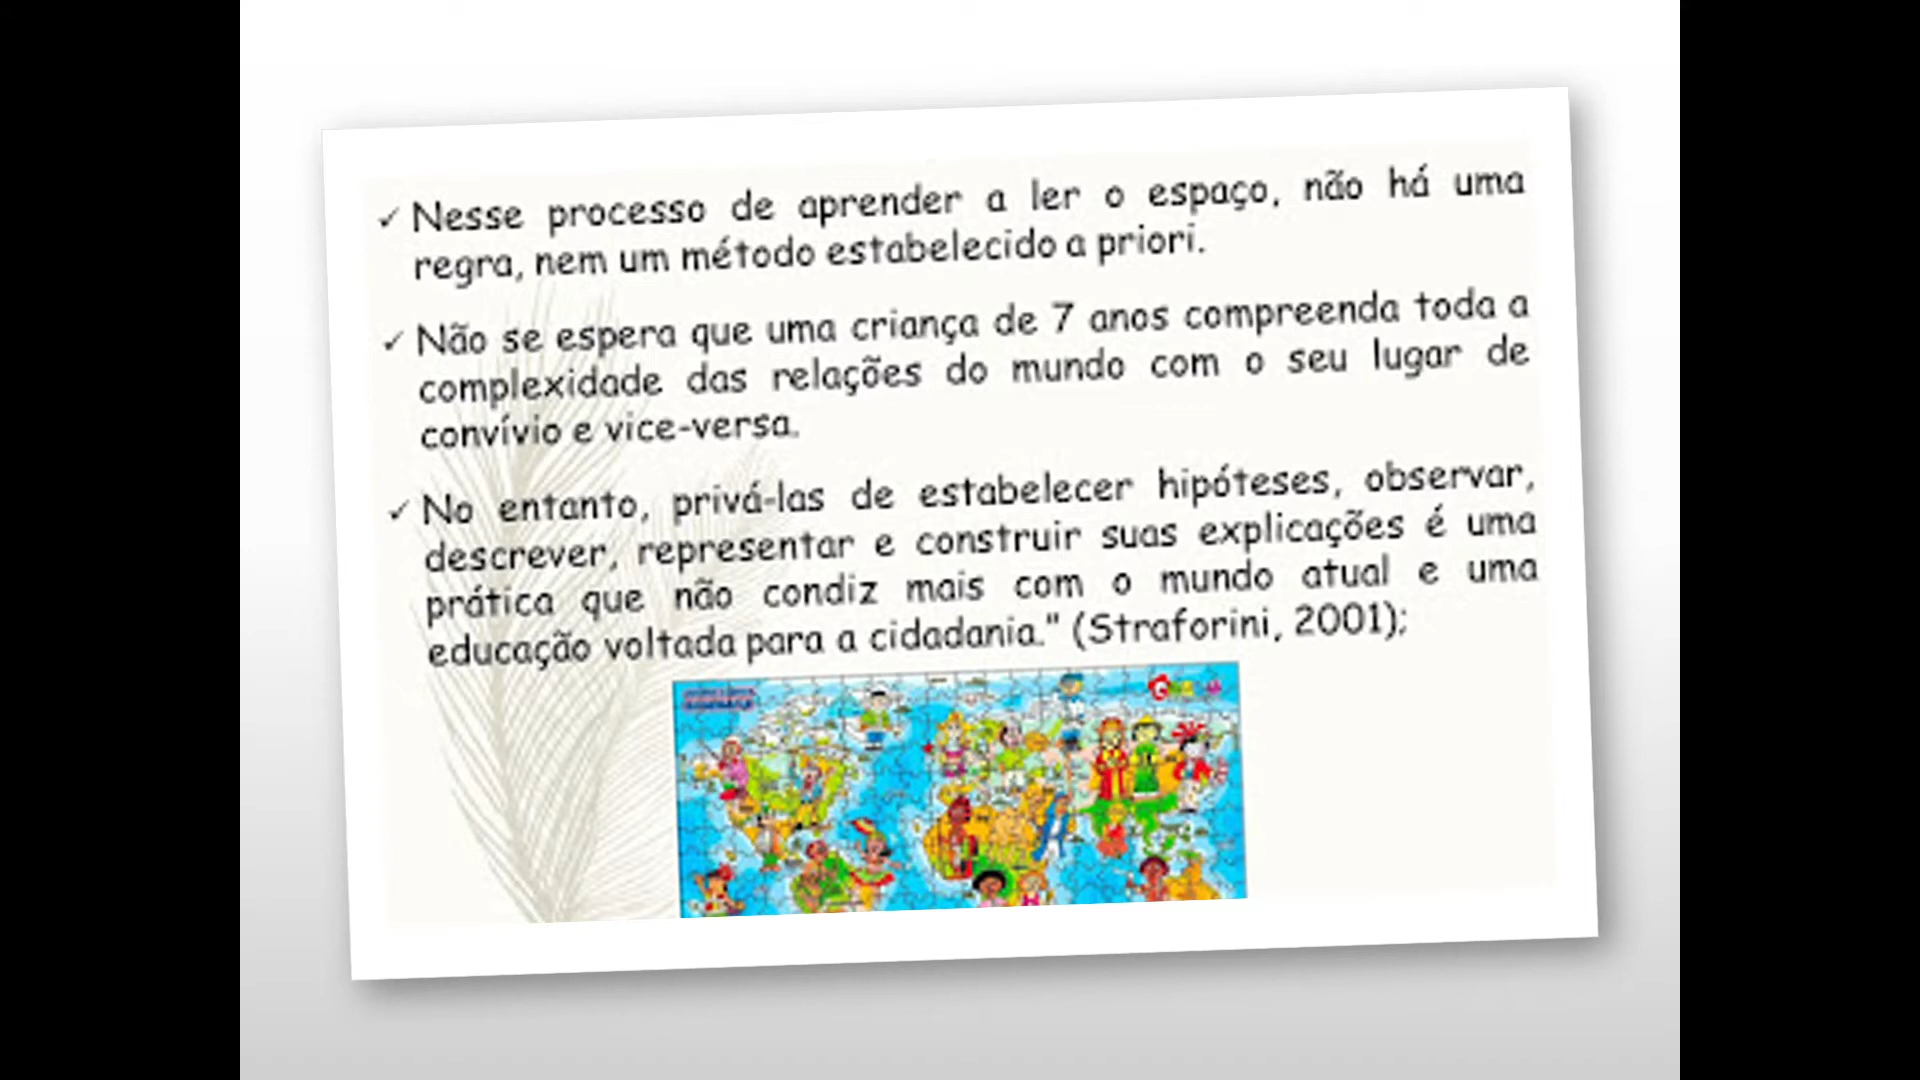 ✓ Nesse processo de aprender a ler o espaço, não há uma
regra, nem um método estabelecido a priori.
✓ Não se espera que uma criança de 7 anos compreenda toda a
complexidade das relações do mundo com o seu lugar de
convívio e vice-versa.
✓ No entanto, privá-las de estabelecer hipóteses, observar,
descrever, representar e construir suas explicações é uma
prática que não condiz mais com o mundo atual e uma
educação voltada para a cidadania." (Straforini, 2001);